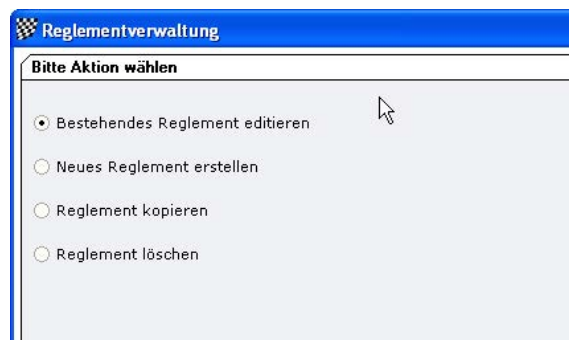 Reglementverwaltung
Bitte Aktion wählen
Bestehendes Reglement editieren
Neues Reglement erstellen
Reglement kopieren
Reglement löschen